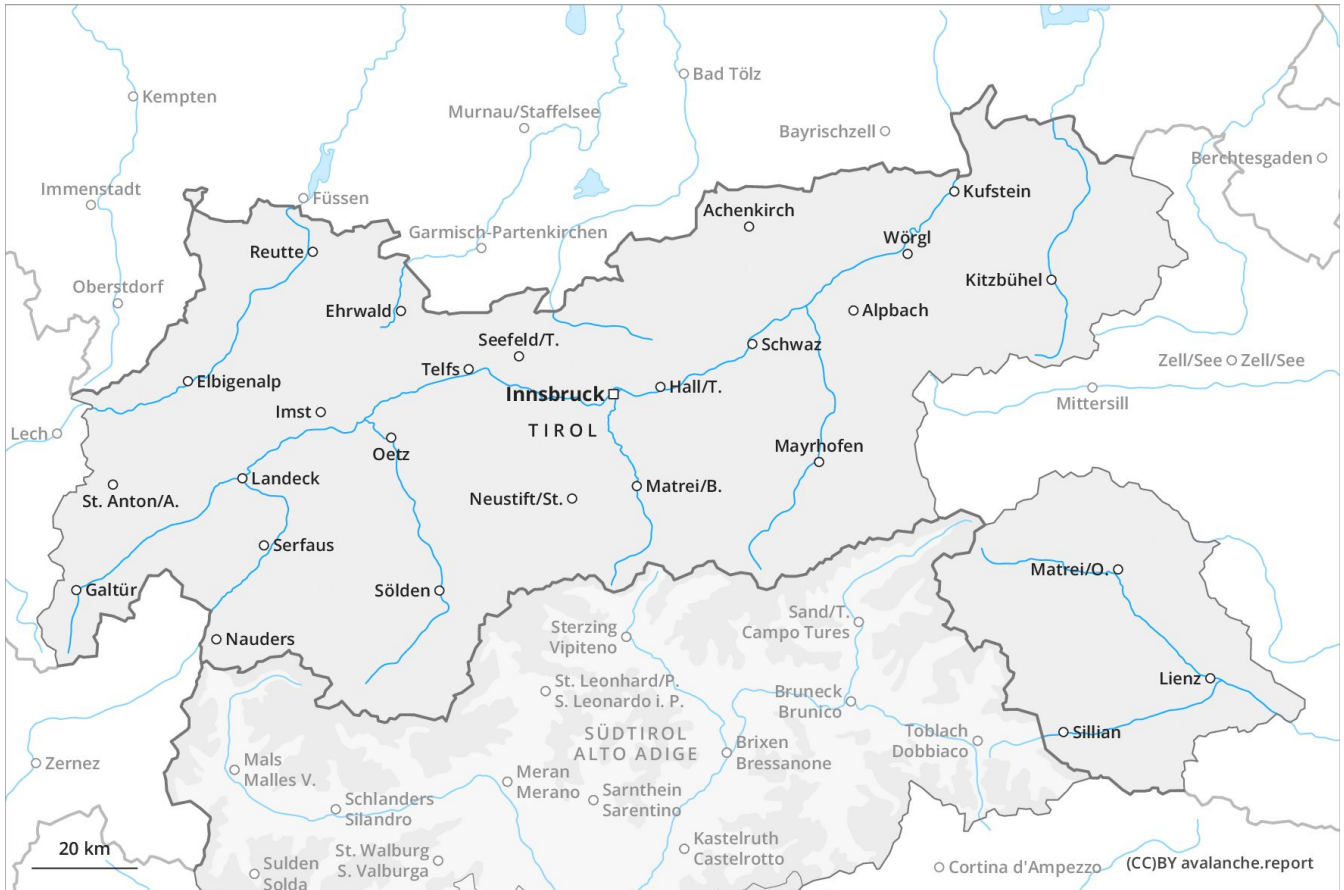 Bad Tölz
Kempten
Murnau/Staffelsee
Bayrischzell
Berchtesgaden
Immenstadt
Füssen
Kufstein
Achenkirch
Garmisch-Partenkirchen
Wörgl
Reutte
Kitzbühel
Oberstdorf
Ehrwald
Alpbach
Seefeld/T.
Schwaz
Zell/See
Zell/See
Telfs
Elbigenalp
Hall/T.
Innsbruck
Mittersill
Imst
TIROL
Lech
Mayrhofen
Oetz
Landeck
Matrei/B.
St. Anton/A.
Neustift/St.
Serfaus
Matrei/O.
Galtür
Sölden
Sand/T.
Campo Tures
Sterzing
Vipiteno
Nauders
Lienz
St. Leonhard/P.
S. Leonardo i. P.
Bruneck
Brunico
SÜDTIROL
ALTO ADIGE
Toblach
Dobbiaco
Sillian
Brixen
Bressanone
Zernez
Mals
Malles V.
Meran
Merano
Sarnthein
Sarentino
Schlanders
Silandro
Kastelruth
Castelrotto
20 km
St. Walburg
S. Valburga
Sulden
Solda
Cortina d'Ampezzo
(CC)BY avalanche.report